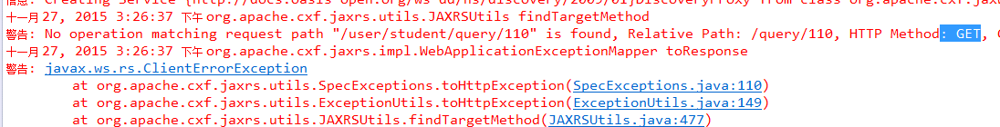 信息: Creating Service {http://docs.oasis-open.org/ws-dd/ns/discovery/2009/01}DiscoveryProxy from class org.apache.cxf.jaxrs
十一月 27, 2015 3:26:37 下午 org.apache.cxf.jaxrs.utils.JAXRSUtils findTargetMethod
警告: No operation matching request path "/user/student/query/110" is found, Relative Path: /query/110, HTTP Method: GET, C
十一月 27, 2015 3:26:37 下午 org.apache.cxf.jaxrs.impl.WebApplicationExceptionMapper toResponse
警告: javax.ws.rs.ClientErrorException
at org.apache.cxf.jaxrs.utils.SpecExceptions.toHttpException(SpecExceptions.java:110)
at org.apache.cxf.jaxrs.utils.ExceptionUtils.toHttpException(ExceptionUtils.java:149)
at org.apache.cxf.jaxrs.utils.JAXRSUtils.findTargetMethod(JAXRSUtils.java:477)